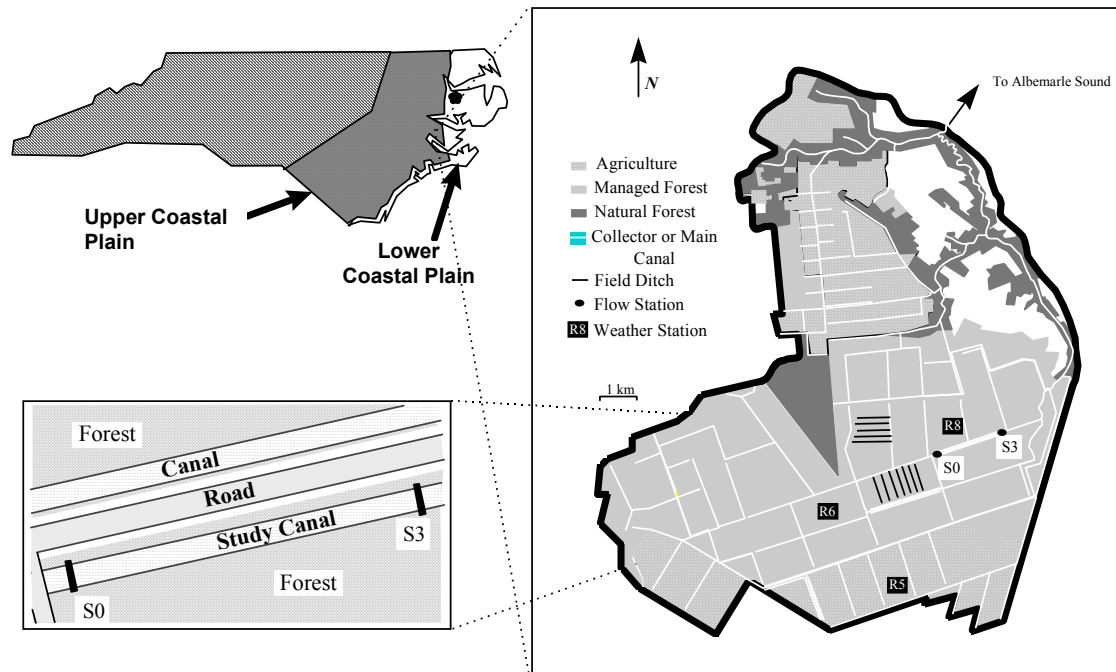 Upper Coastal
Plain
Lower
Coastal Plain
N
To Albemarle Sound
Agriculture
Managed Forest
Natural Forest
Collector or Main
Canal
Field Ditch
Flow Station
R8 Weather Station
1 km
R8
S3
S0
R6
R5
Forest
Canal
Road
Study Canal
S3
S0
Forest